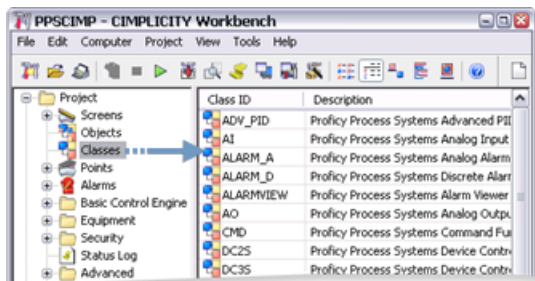 PPSCIMP - CIMPLICITY Workbench
File Edit Computer Project View Tools Help
Project
Screens
Objects
Classes
Points
Alarms
Basic Control Engine
Equipment
Security
Status Log
Advanced
Class ID Description
ADV_PID Proficy Process Systems Advanced PID
AI Proficy Process Systems Analog Input
ALARM_A Proficy Process Systems Analog Alarm
ALARM_D Proficy Process Systems Discrete Alarr
ALARMVIEW Proficy Process Systems Alarm Viewer
AO Proficy Process Systems Analog Outpu
CMD Proficy Process Systems Command Fu
DC2S Proficy Process Systems Device Contr
DC3S Proficy Process Systems Device Contr